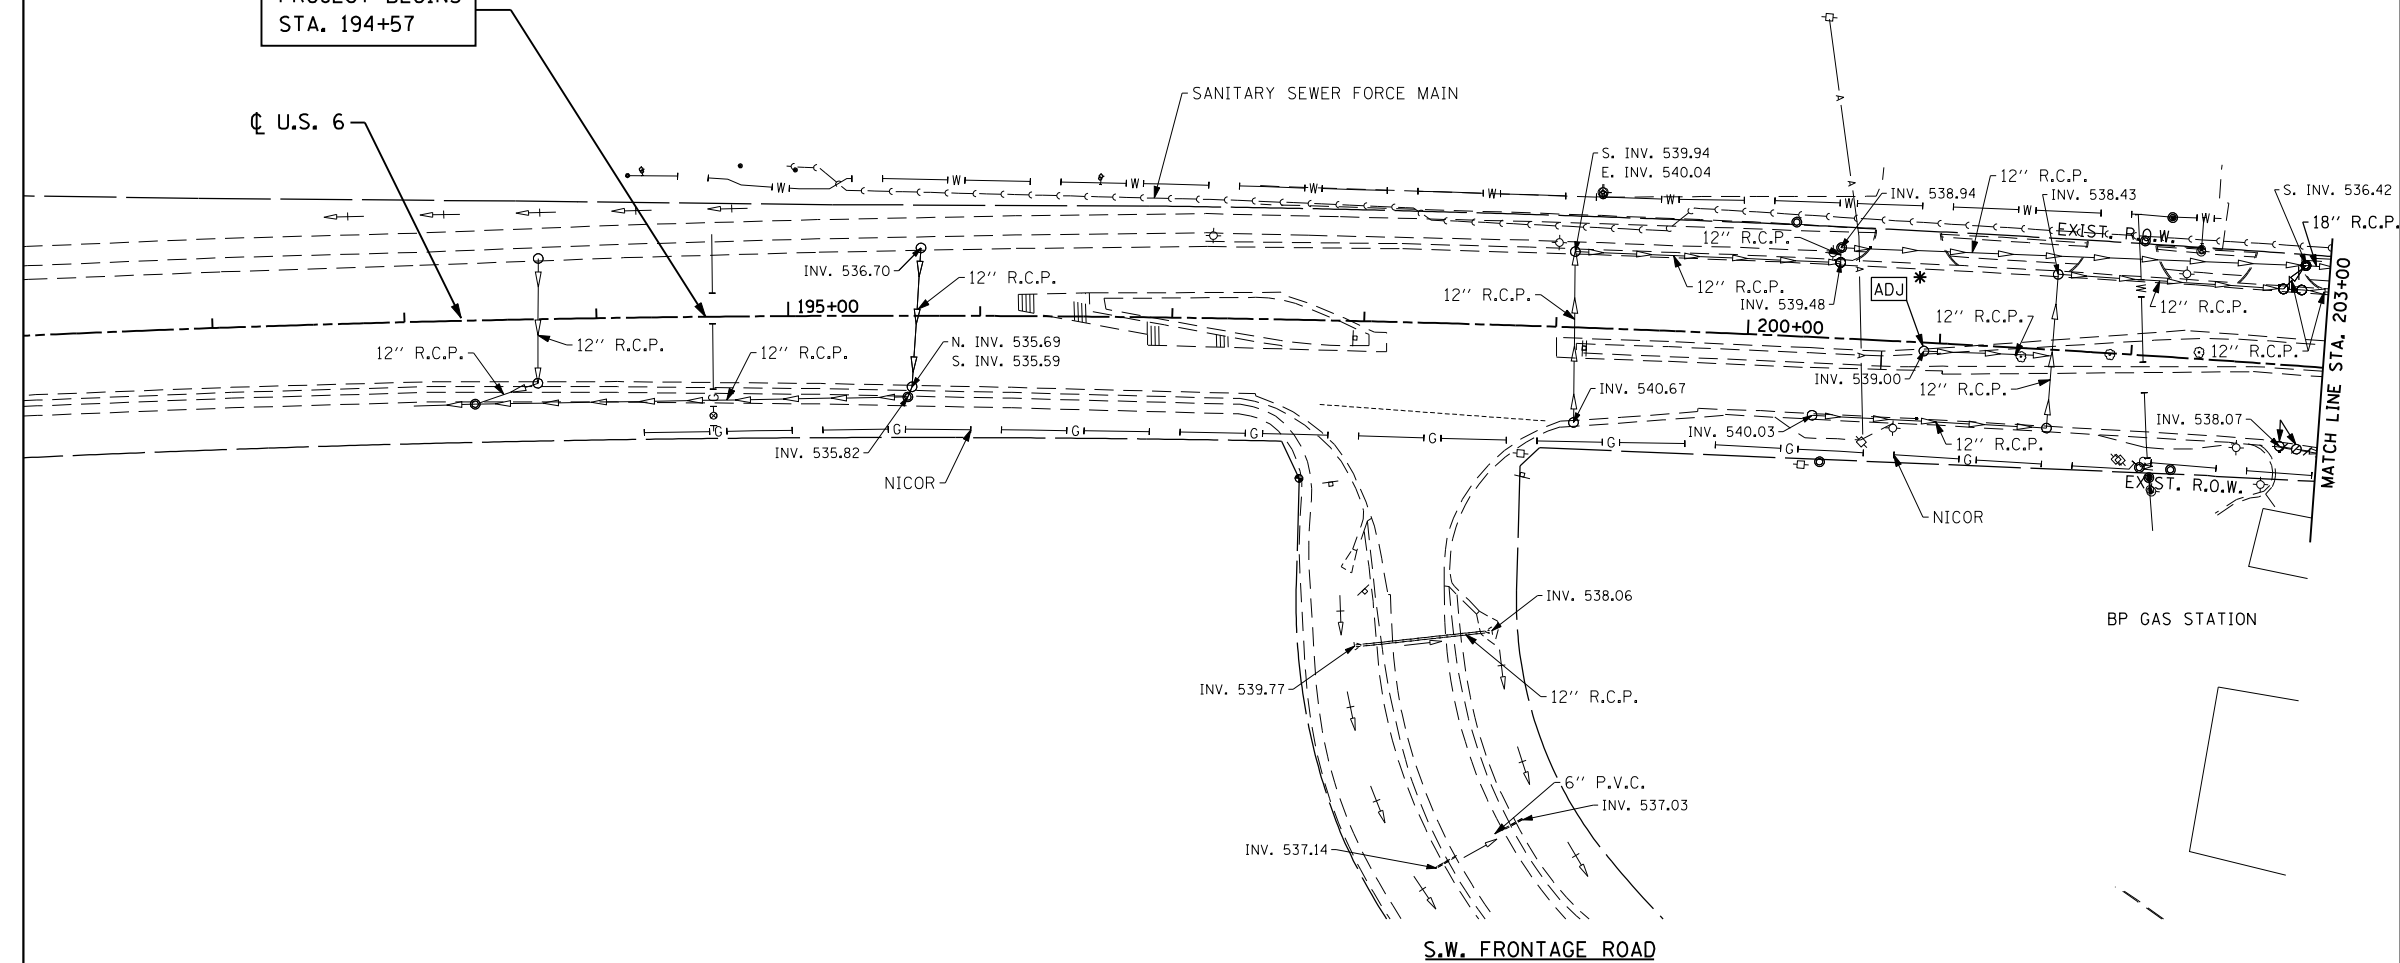 STA. 194+57
℄ U.S. 6
SANITARY SEWER FORCE MAIN
S. INV. 539.94
E. INV. 540.04
12'' R.C.P.
INV. 538.94
INV. 538.43
S. INV. 536.42
18'' R.C.P.
EXIST. R.O.W.
12'' R.C.P.
INV. 536.70
12'' R.C.P.
12'' R.C.P.
12'' R.C.P.
INV. 539.48
ADJ
*
12'' R.C.P.
195+00
200+00
12'' R.C.P.
12'' R.C.P.
12'' R.C.P.
12'' R.C.P.
12'' R.C.P.
N. INV. 535.69
S. INV. 535.59
INV. 539.00
12'' R.C.P.
INV. 540.67
12'' R.C.P.
MATCH LINE STA. 203+00
INV. 538.07
INV. 540.03
12'' R.C.P.
INV. 535.82
NICOR
EXIST. R.O.W.
NICOR
W W W W W W W W W
G G G G G G G G
A
A
INV. 538.06
BP GAS STATION
INV. 539.77
12'' R.C.P.
6'' P.V.C.
INV. 537.03
INV. 537.14
S.W. FRONTAGE ROAD